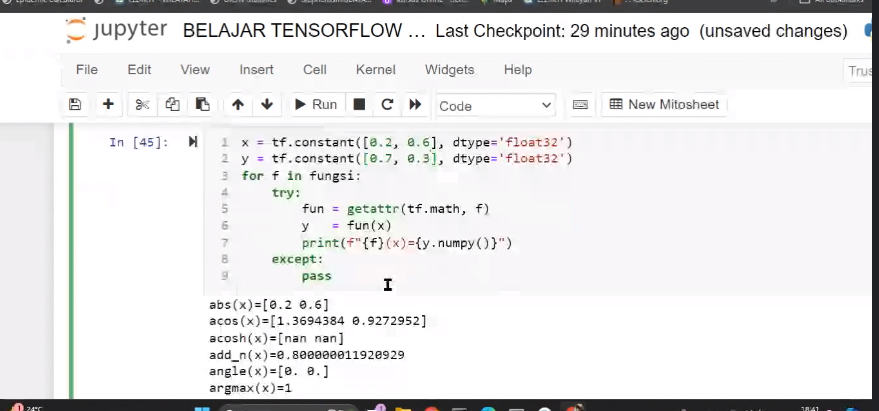 jupyter BELAJAR TENSORFLOW ... Last Checkpoint: 29 minutes ago (unsaved changes)
File Edit View Insert Cell Kernel Widgets Help
Trus
Run Code New Mitosheet
In [45]:
1 x = tf.constant([0.2, 0.6], dtype='float32')
2 y = tf.constant([0.7, 0.3], dtype='float32')
3 for f in fungsi:
4 try:
5 fun = getattr(tf.math, f)
6 y = fun(x)
7 print(f"{f}(x)={y.numpy()}")
8 except:
9 pass
abs(x)=[0.2 0.6]
acos(x)=[1.3694384 0.9272952]
acosh(x)=[nan nan]
add_n(x)=0.800000011920929
angle(x)=[0. 0.]
argmax(x)=1
24°C
18:41